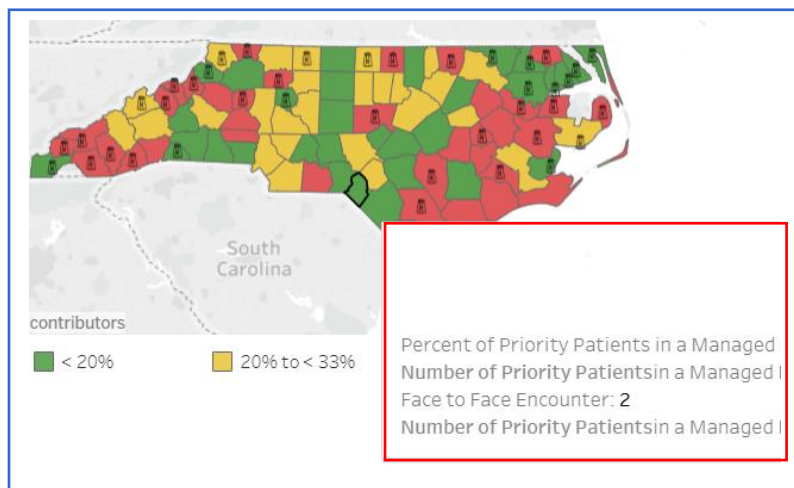 South
Carolina
contributors
< 20%
20% to < 33%
Percent of Priority Patients in a Managed
Number of Priority Patientsin a Managed
Face to Face Encounter: 2
Number of Priority Patientsin a Managed